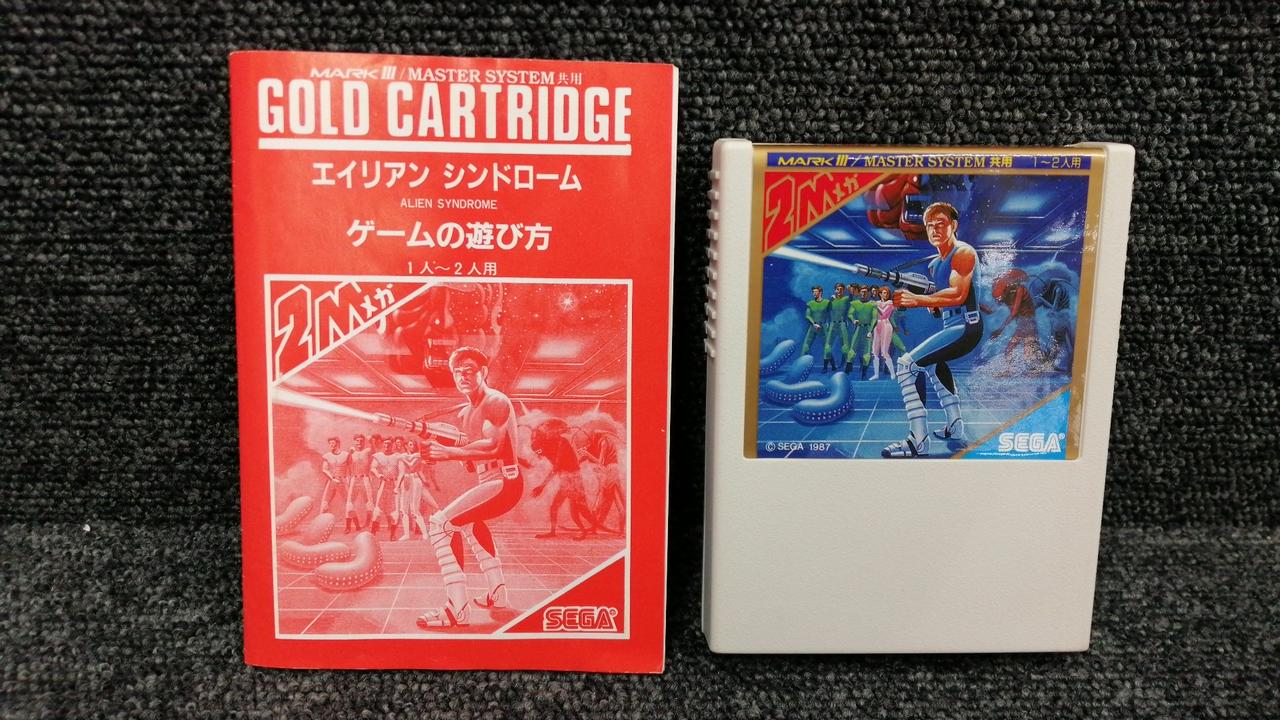 MARK III / MASTER SYSTEM 共用
GOLD CARTRIDGE
エイリアン シンドローム
ALIEN SYNDROME
ゲームの遊び方
1人〜2人用
2Mメガ
SEGA®
MARK III / MASTER SYSTEM 共用 1〜2人用
2Mメガ
© SEGA 1987
SEGA®